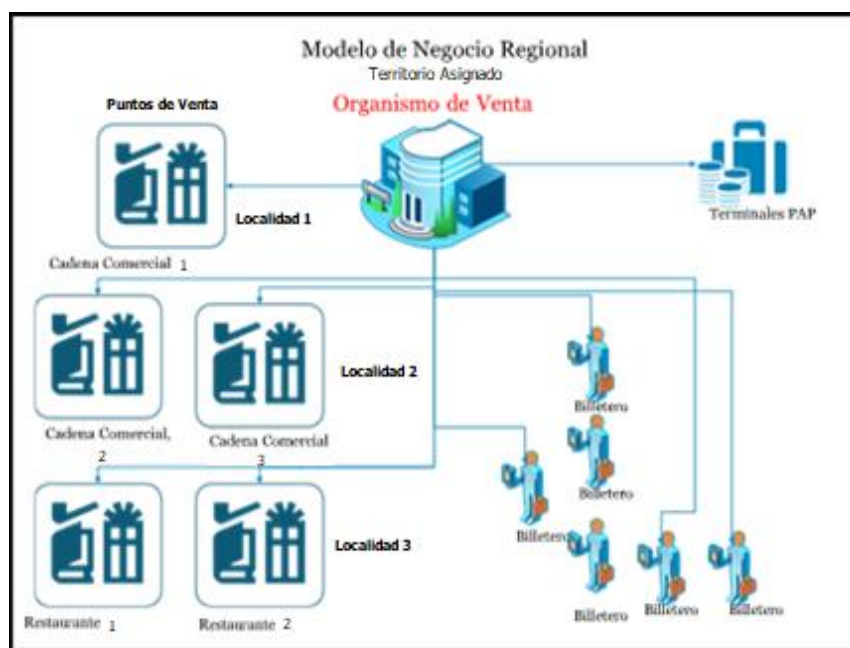 Modelo de Negocio Regional
Territorio Asignado
Organismo de Venta
Puntos de Venta
Localidad 1
Terminales PAP
Cadena Comercial 1
Localidad 2
Billetero
Cadena Comercial, 2
Cadena Comercial 3
Billetero
Billetero
Localidad 3
Restaurante 1
Restaurante 2
Billetero
Billetero
Billetero